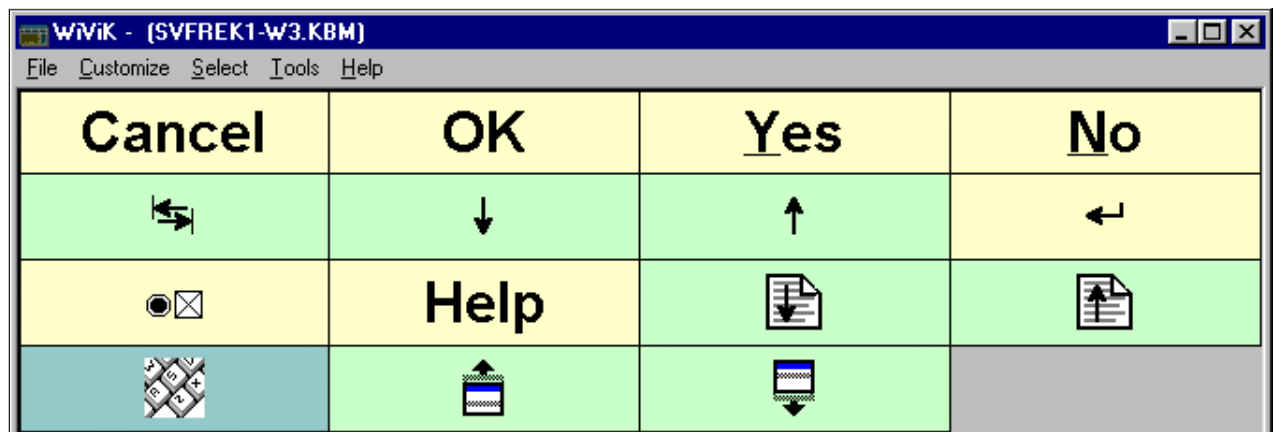 WiViK - (SVFREK1-W3.KBM)
File Customize Select Tools Help
Cancel OK Yes No
Help